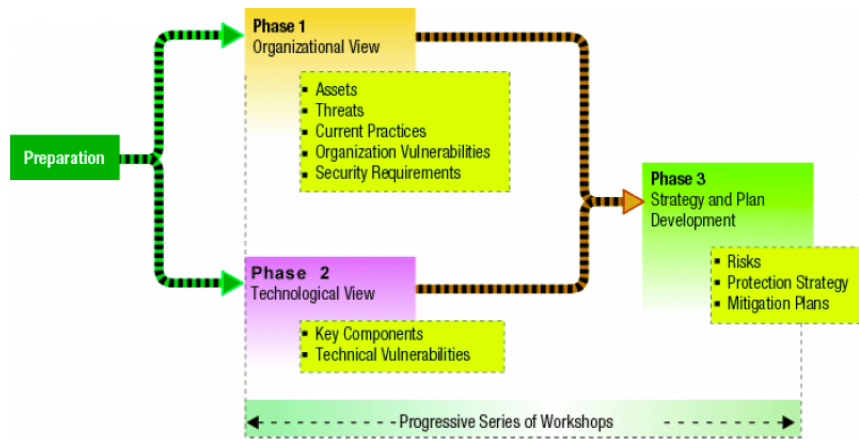 Preparation
Phase 1
Organizational View
▪ Assets
▪ Threats
▪ Current Practices
▪ Organization Vulnerabilities
▪ Security Requirements
Phase 2
Technological View
▪ Key Components
▪ Technical Vulnerabilities
Phase 3
Strategy and Plan
Development
▪ Risks
▪ Protection Strategy
▪ Mitigation Plans
Progressive Series of Workshops